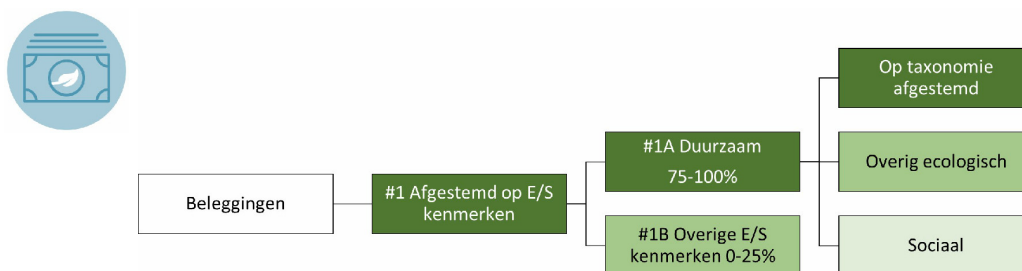 Op taxonomie
afgestemd
#1A Duurzaam
75-100%
Overig ecologisch
Beleggingen
#1 Afgestemd op E/S
kenmerken
#1B Overige E/S
kenmerken 0-25%
Sociaal